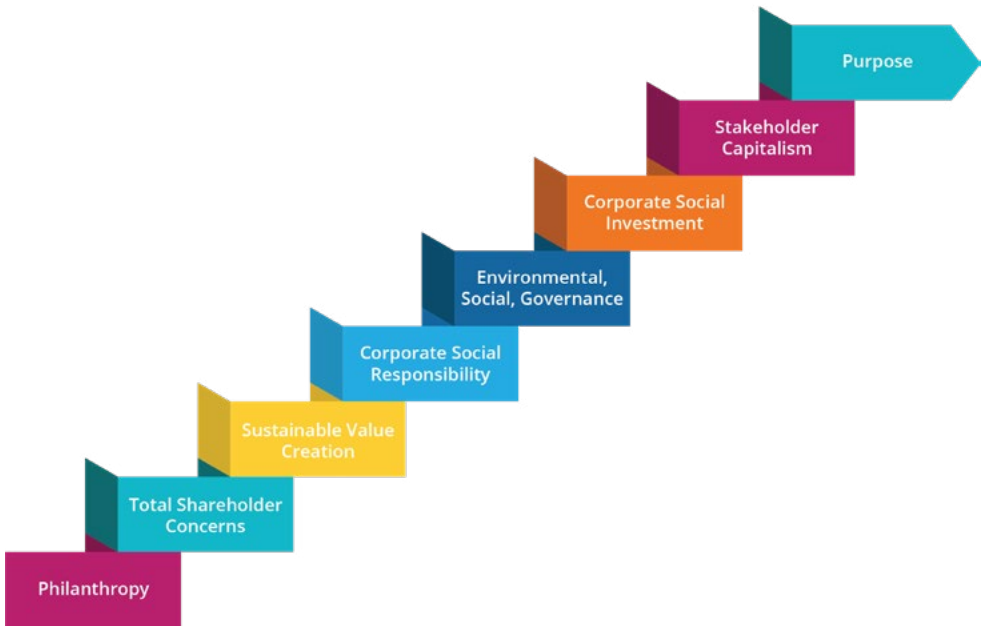 Purpose
Stakeholder
Capitalism
Corporate Social
Investment
Environmental,
Social, Governance
Corporate Social
Responsibility
Sustainable Value
Creation
Total Shareholder
Concerns
Philanthropy